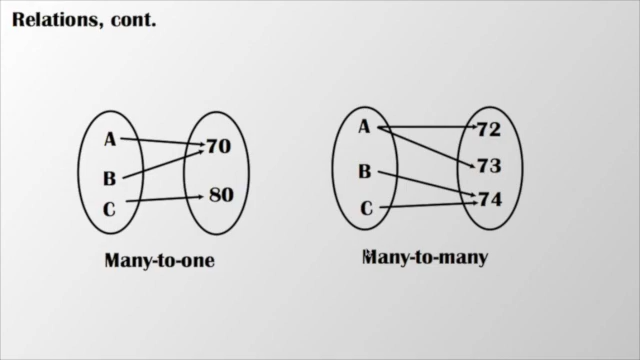 Relations, cont.
A
B
C
70
80
Many-to-one
A
B
C
72
73
74
Many-to-many